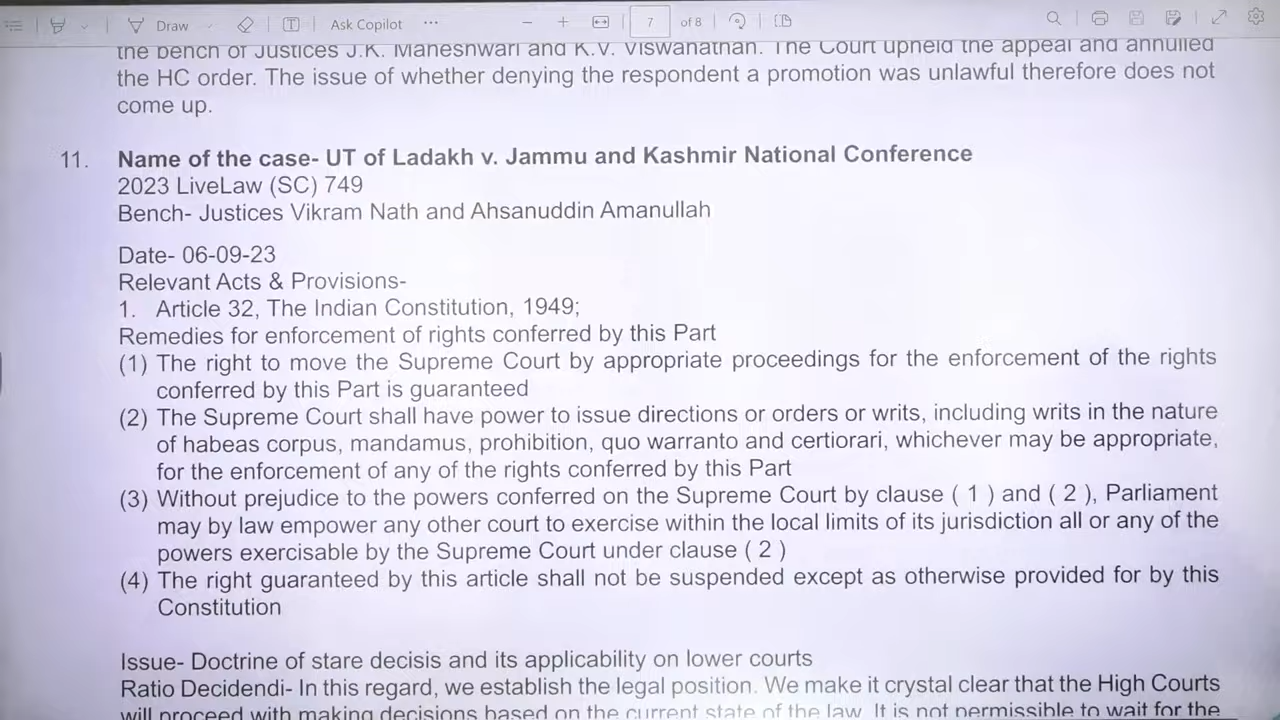 Draw
Ask Copilot
7 of 8
the bench of Justices J.K. Maheshwari and K.V. Viswanathan. The Court upheld the appeal and annulled
the HC order. The issue of whether denying the respondent a promotion was unlawful therefore does not
come up.
11. Name of the case- UT of Ladakh v. Jammu and Kashmir National Conference
2023 LiveLaw (SC) 749
Bench- Justices Vikram Nath and Ahsanuddin Amanullah
Date- 06-09-23
Relevant Acts & Provisions-
1. Article 32, The Indian Constitution, 1949;
Remedies for enforcement of rights conferred by this Part
(1) The right to move the Supreme Court by appropriate proceedings for the enforcement of the rights
conferred by this Part is guaranteed
(2) The Supreme Court shall have power to issue directions or orders or writs, including writs in the nature
of habeas corpus, mandamus, prohibition, quo warranto and certiorari, whichever may be appropriate,
for the enforcement of any of the rights conferred by this Part
(3) Without prejudice to the powers conferred on the Supreme Court by clause ( 1 ) and ( 2 ), Parliament
may by law empower any other court to exercise within the local limits of its jurisdiction all or any of the
powers exercisable by the Supreme Court under clause ( 2 )
(4) The right guaranteed by this article shall not be suspended except as otherwise provided for by this
Constitution
Issue- Doctrine of stare decisis and its applicability on lower courts
Ratio Decidendi- In this regard, we establish the legal position. We make it crystal clear that the High Courts
will proceed with making decisions based on the current state of the law. It is not permissible to wait for the